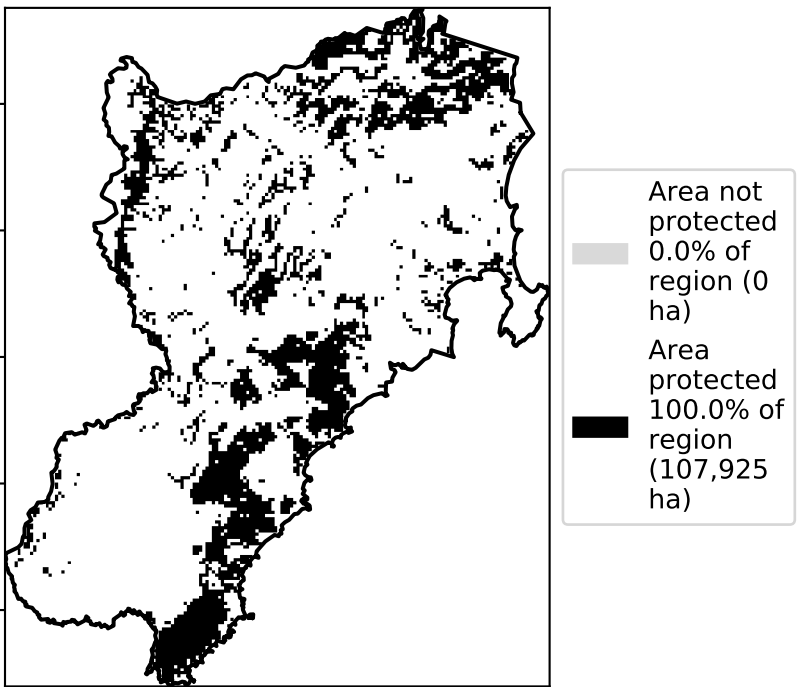 Area not
protected
0.0% of
region (0
ha)
Area
protected
100.0% of
region
(107,925
ha)